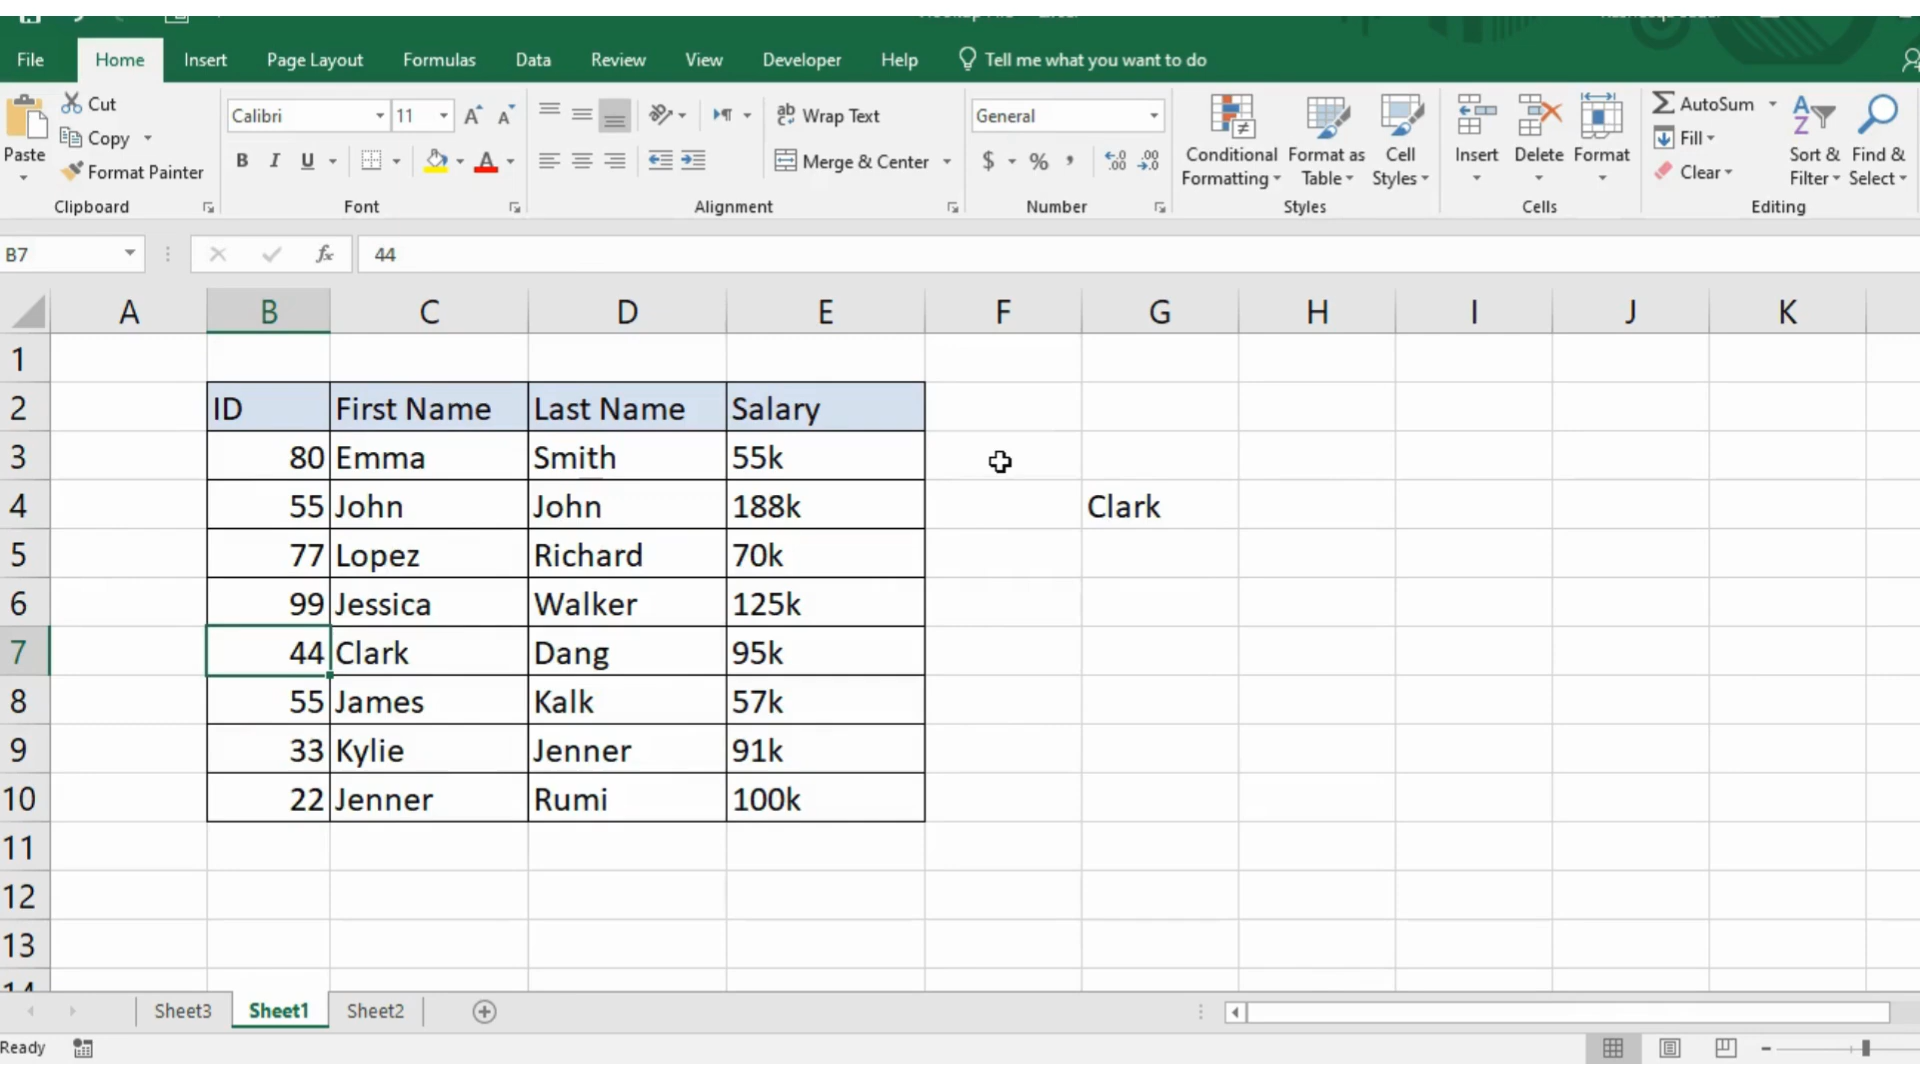 File Home Insert Page Layout Formulas Data Review View Developer Help Tell me what you want to do
Paste
Cut
Copy
Format Painter
Clipboard
Calibri 11
B I U
Font
Wrap Text
Merge & Center
Alignment
General
$ % ,
Number
Conditional Formatting
Format as Table
Cell Styles
Styles
Insert Delete Format
Cells
AutoSum
Fill
Clear
Sort & Filter
Find & Select
Editing
B7 fx 44
A B C D E F G H I J K
1
2 ID First Name Last Name Salary
3 80 Emma Smith 55k
4 55 John John 188k Clark
5 77 Lopez Richard 70k
6 99 Jessica Walker 125k
7 44 Clark Dang 95k
8 55 James Kalk 57k
9 33 Kylie Jenner 91k
10 22 Jenner Rumi 100k
11
12
13
14
Sheet3 Sheet1 Sheet2
Ready